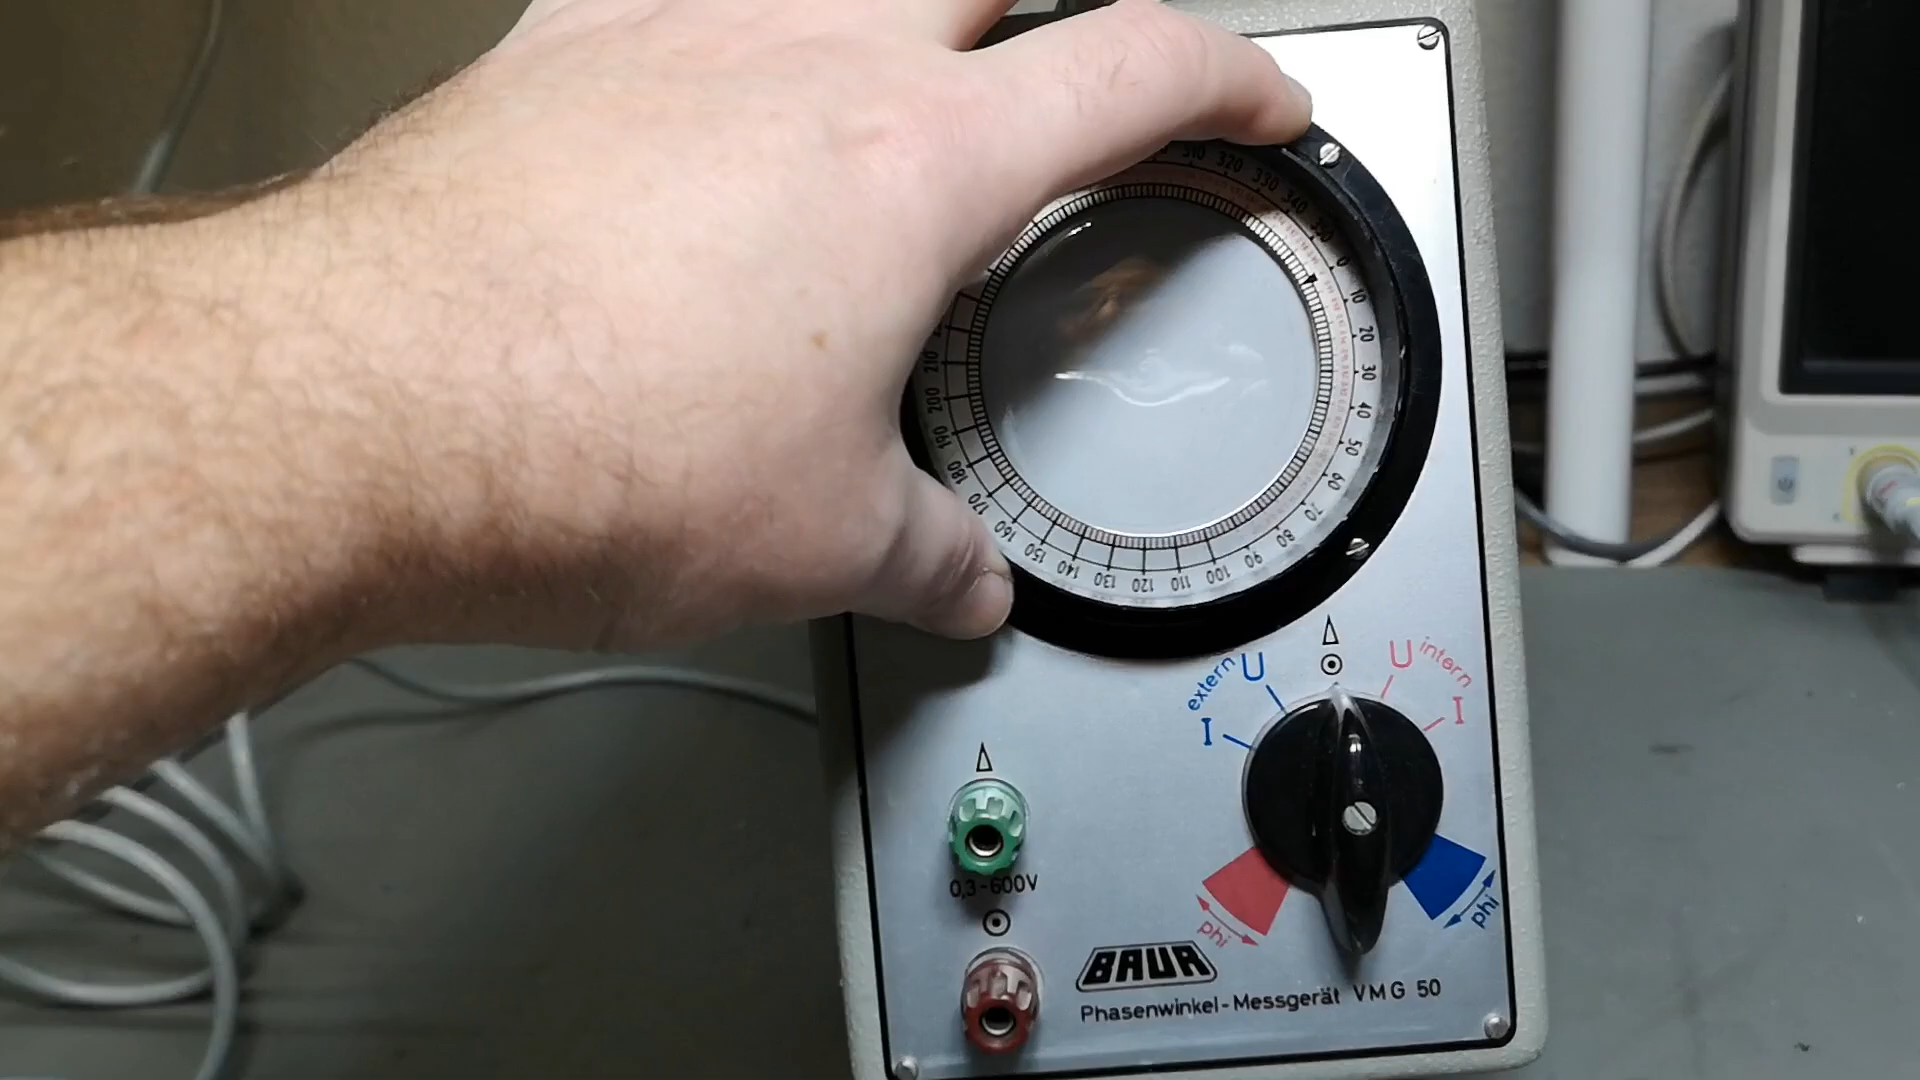 310 320 330 340 350 0 10 20 30 40 50 60 70 80 90 100 110 120 130 140 150 160 170 180 190 200 210
extern U
I
U intern
I
0,3-600V
phi
phi
BAUR
Phasenwinkel-Messgerät VMG 50